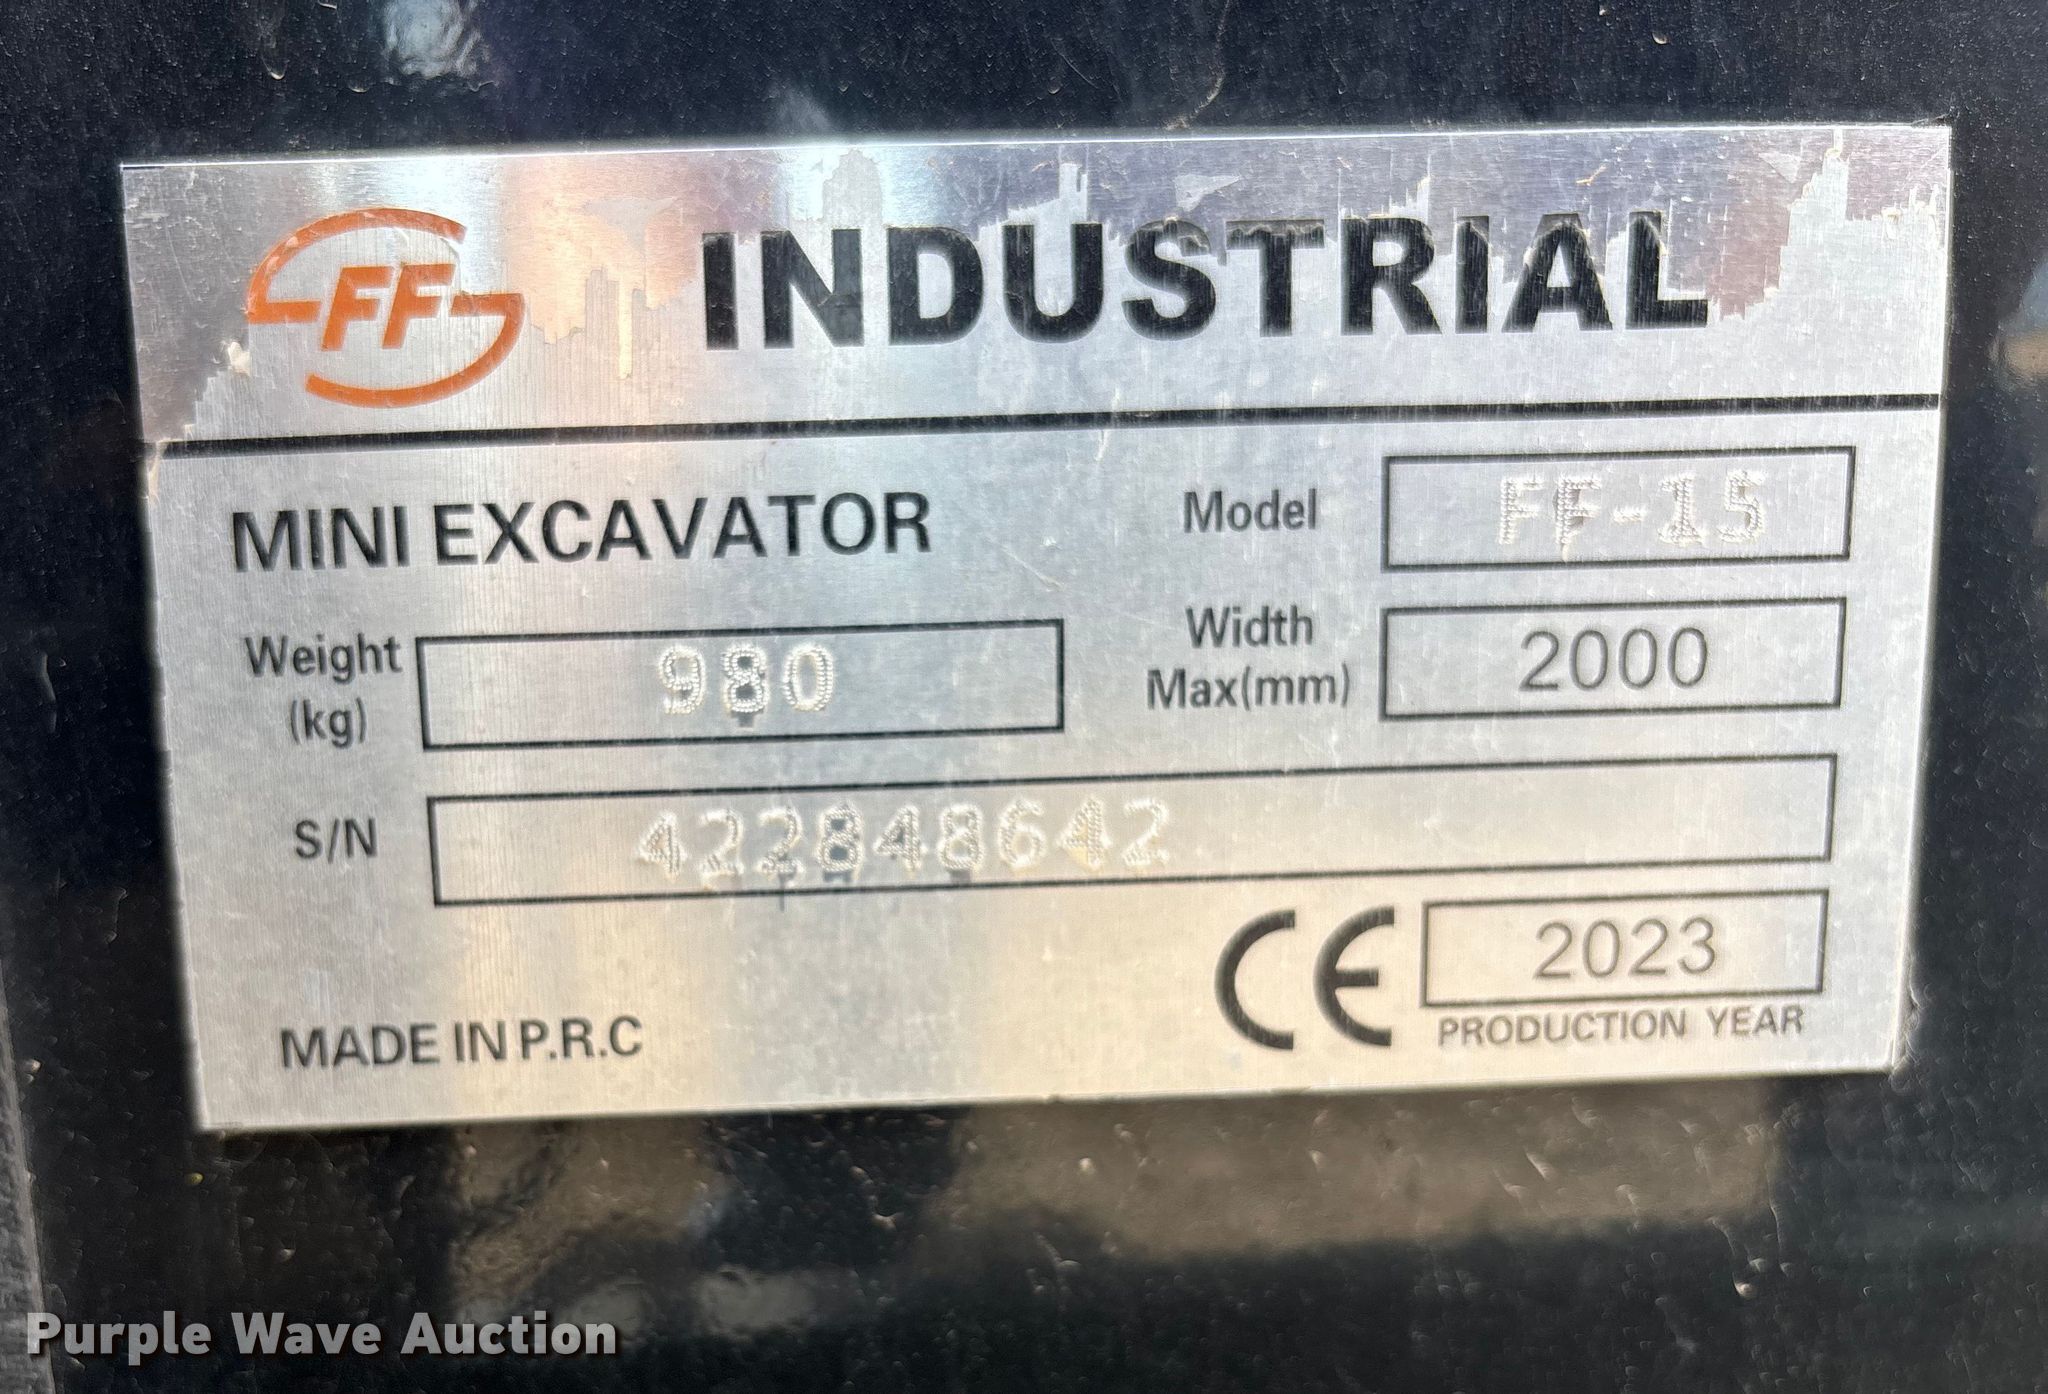 FF INDUSTRIAL
MINI EXCAVATOR
Model FF-15
Weight (kg) 980
Width Max(mm) 2000
S/N 422848642
CE 2023
PRODUCTION YEAR
MADE IN P.R.C
Purple Wave Auction